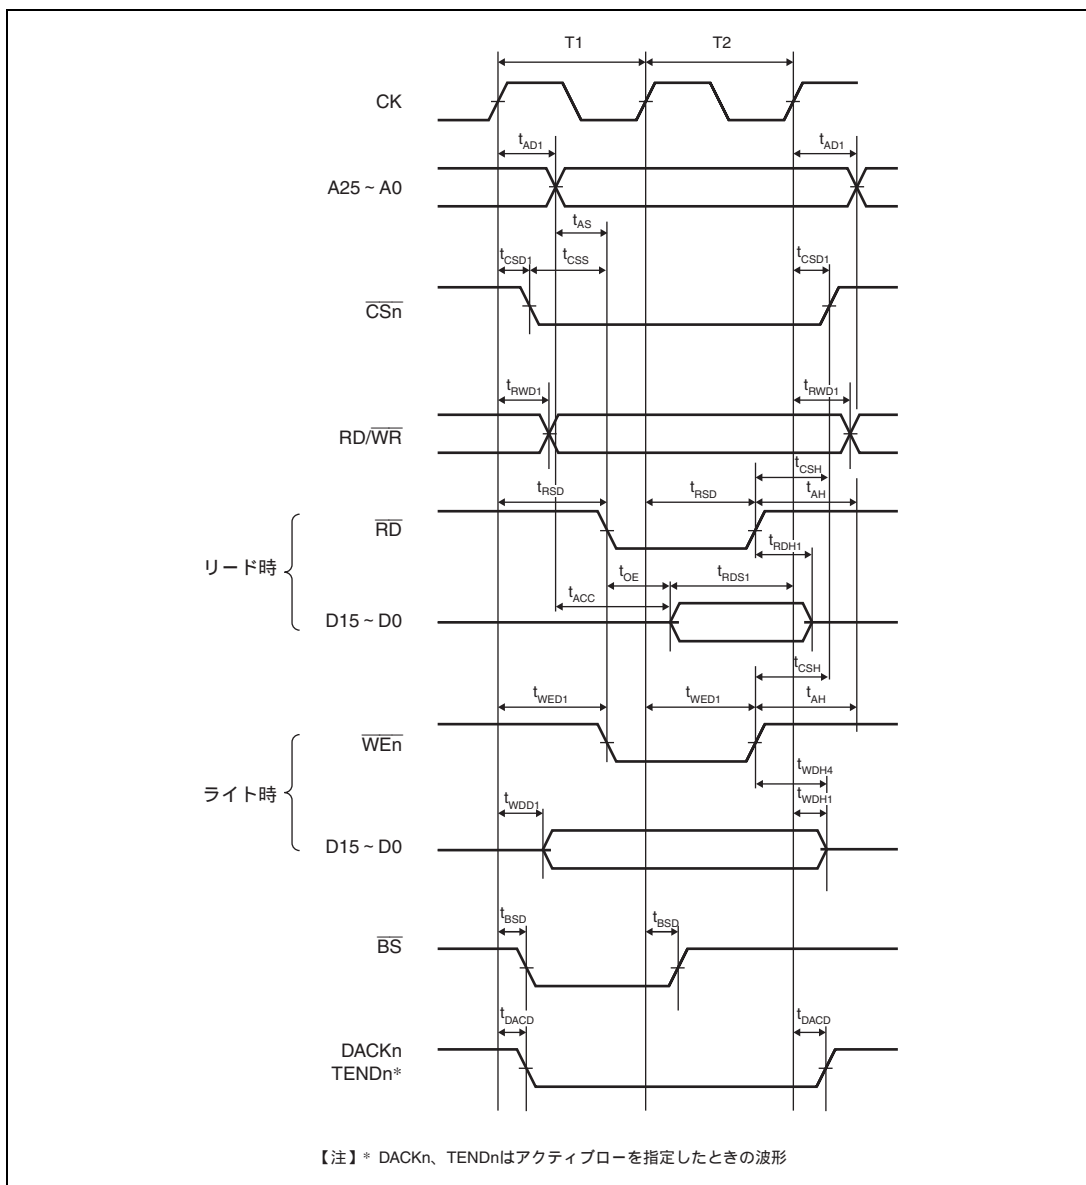 T1 T2
CK
tAD1 tAD1
A25 ~ A0
tAS
tCSD1 tCSS tCSD1
CSn
tRWD1 tRWD1
RD/WR
tCSH
tRSD tRSD tAH
RD
tRDH1
リード時
tOE tRDS1
tACC
D15 ~ D0
tCSH
tWED1 tWED1 tAH
WEn
tWDH4
ライト時
tWDD1 tWDH1
D15 ~ D0
tBSD tBSD
BS
tDACD tDACD
DACKn
TENDn*
【注】* DACKn、TENDnはアクティブローを指定したときの波形